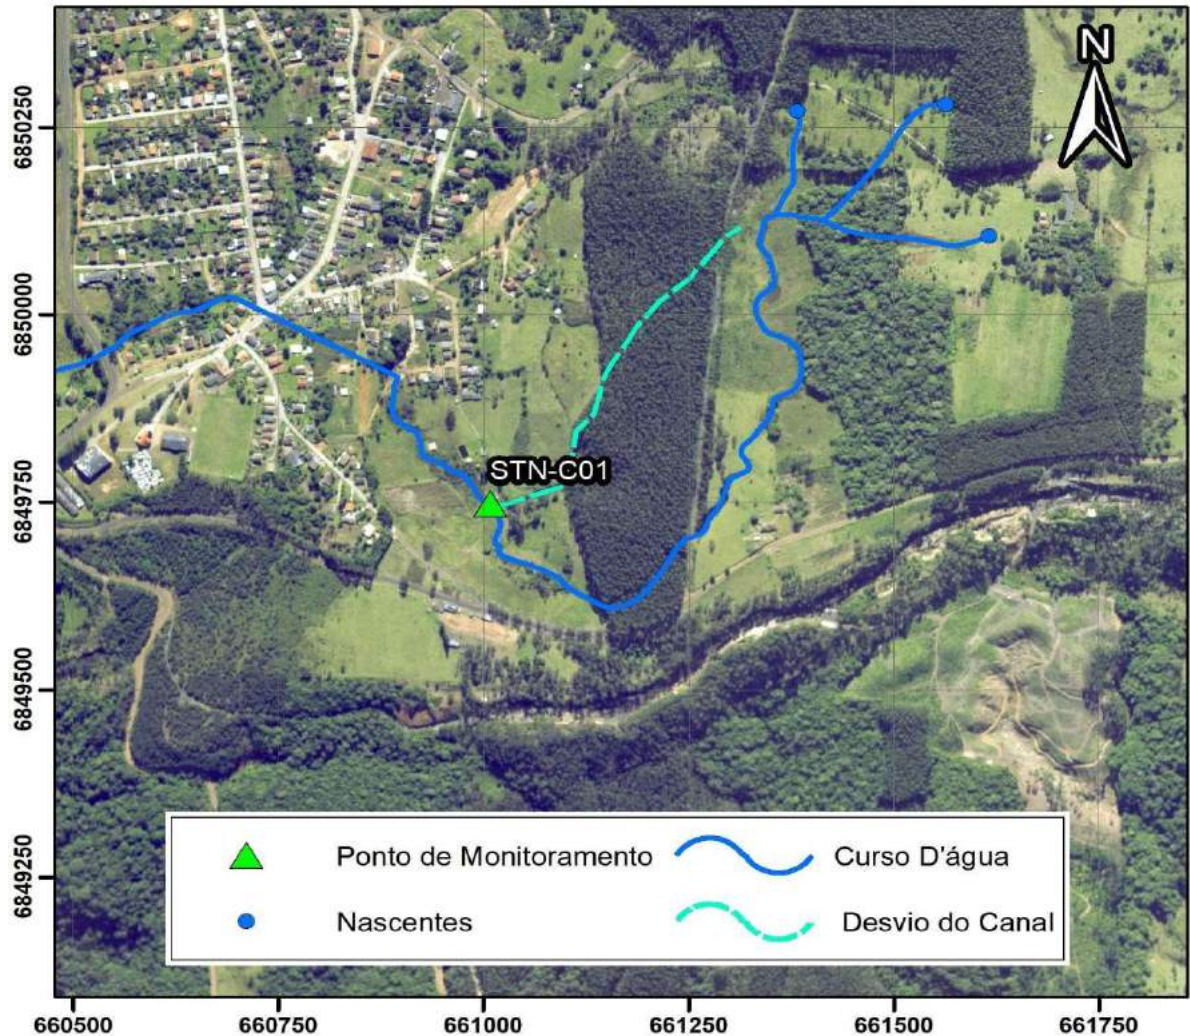 N
6850250
6850000
6849750
6849500
6849250
STN-C01
Ponto de Monitoramento
Curso D'água
Nascentes
Desvio do Canal
660500
660750
661000
661250
661500
661750